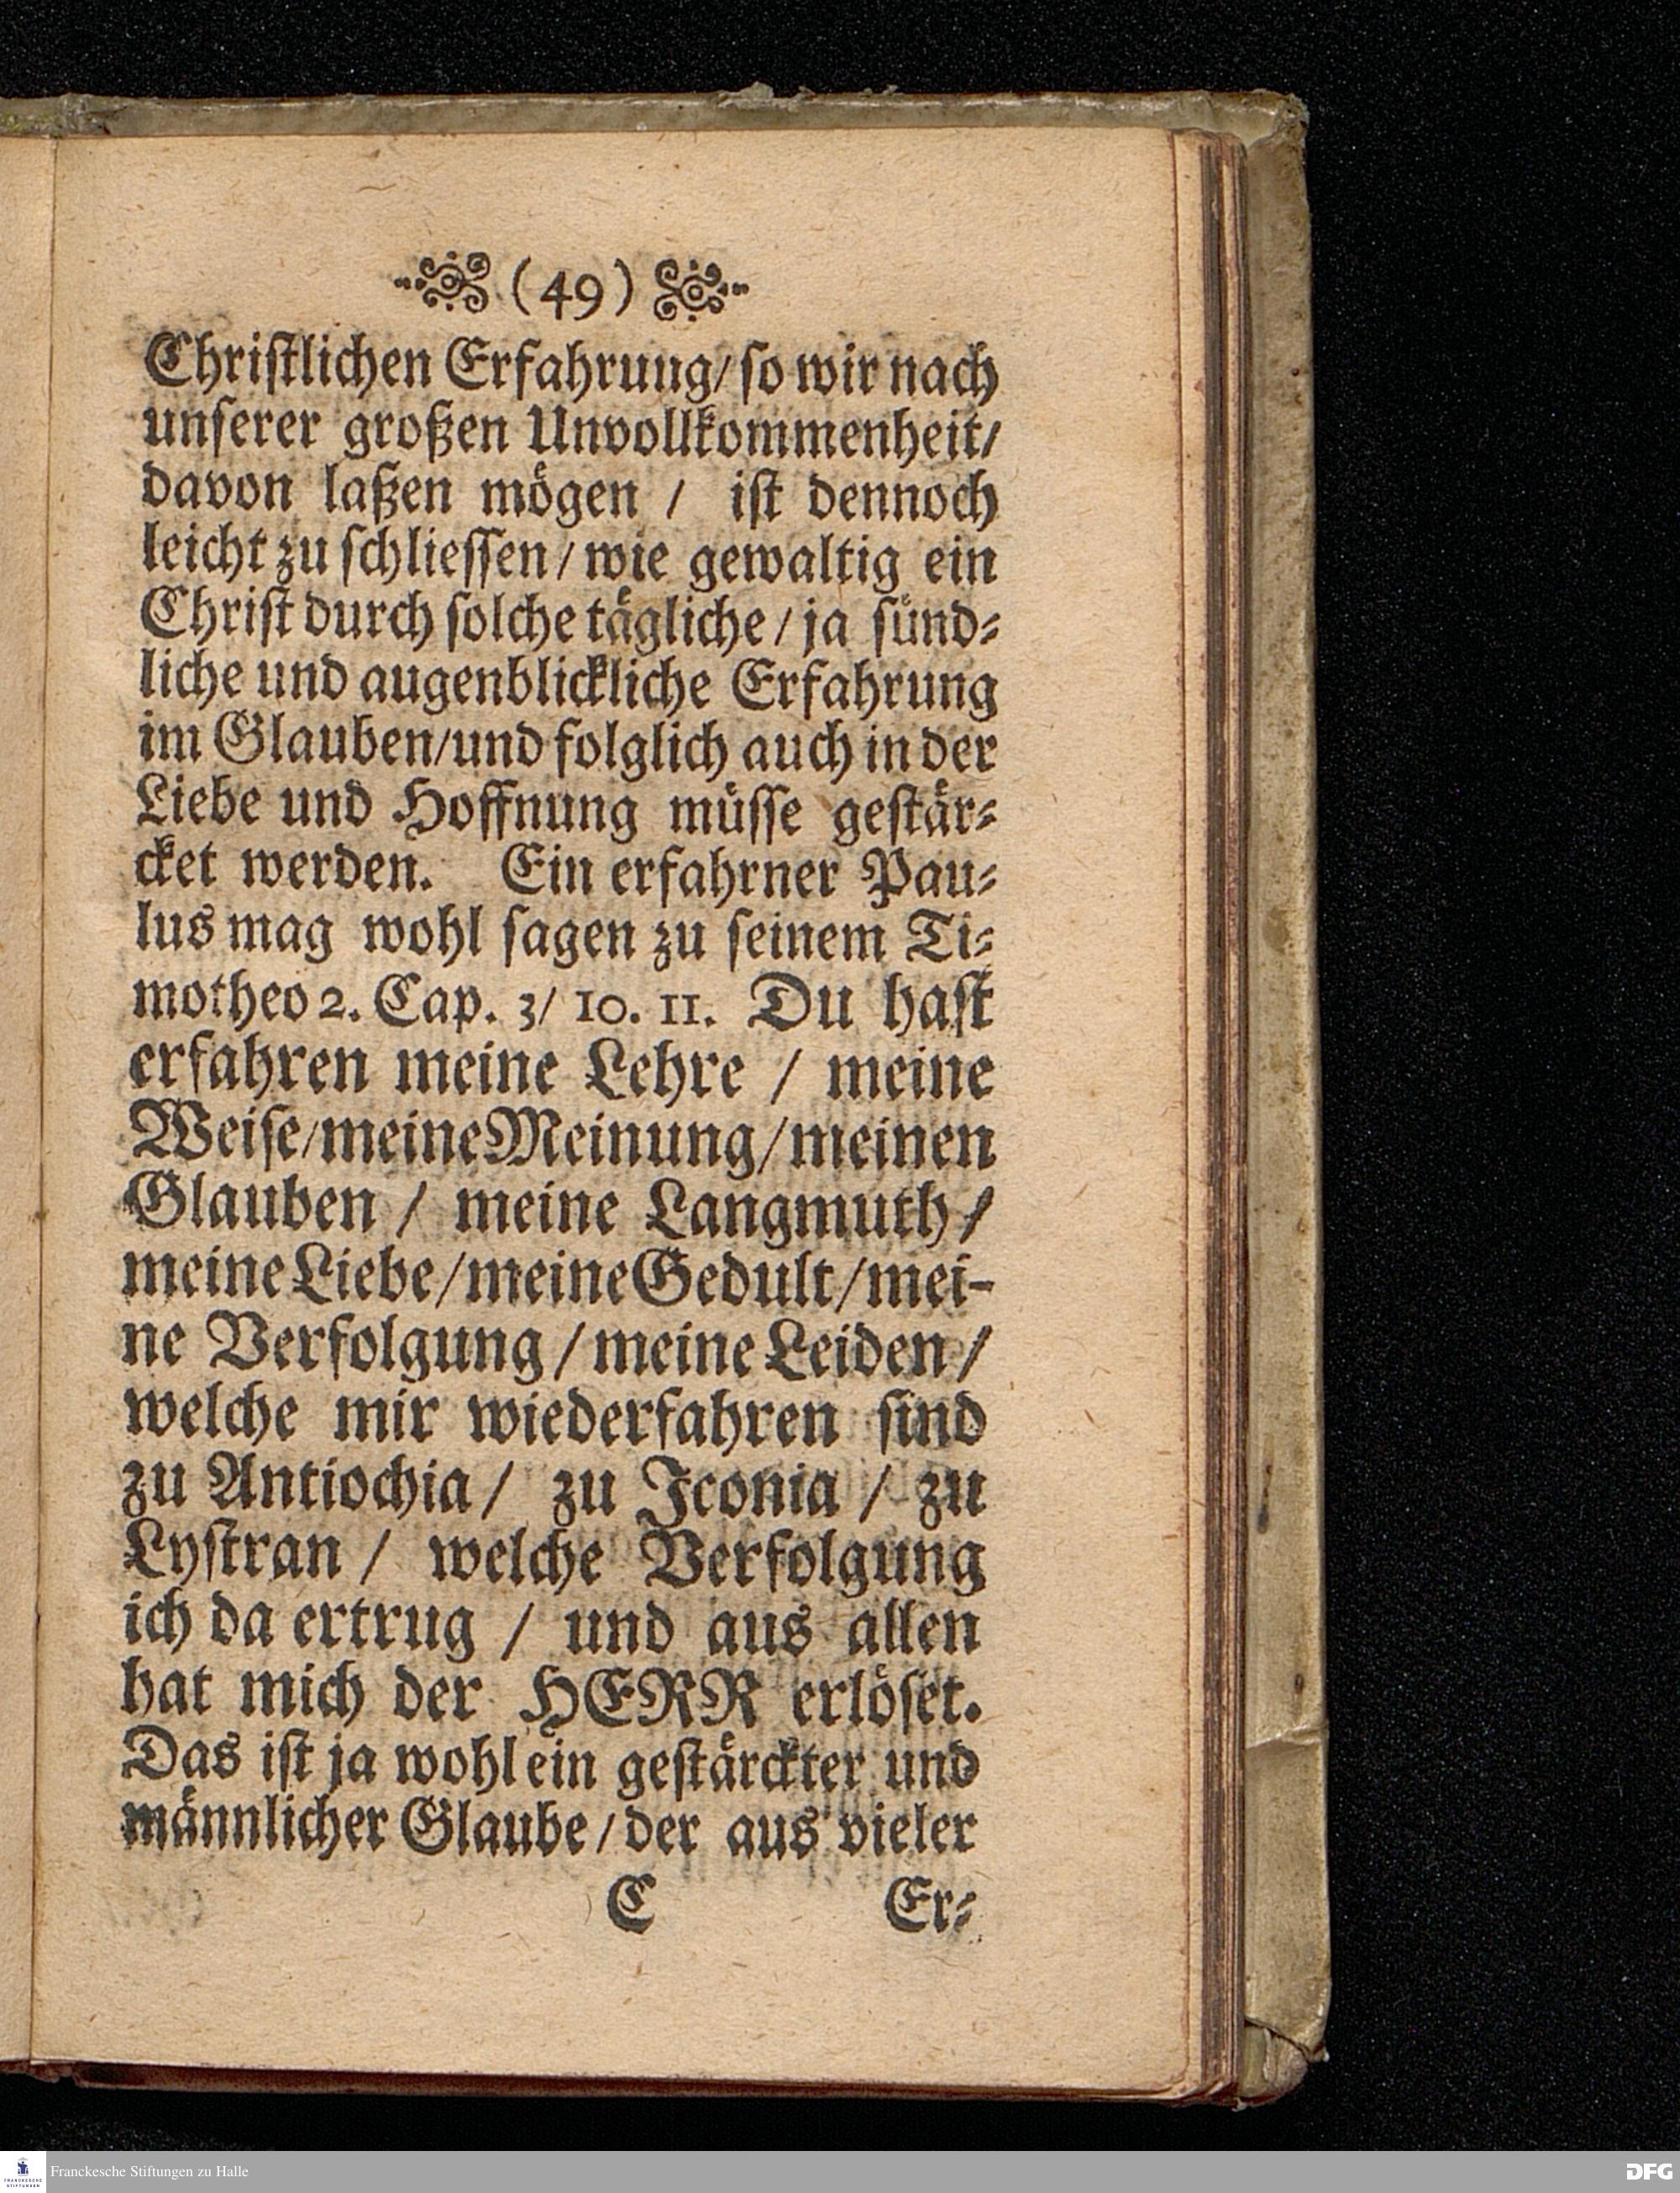 (49)
Christlichen Erfahrung/ so wir nach
unserer großen Unvollkommenheit/
davon laßen mögen / ist dennoch
leicht zu schliessen / wie gewaltig ein
Christ durch solche tägliche / ja sünd-
liche und augenblickliche Erfahrung
im Glauben/und folglich auch in der
Liebe und Hoffnung müsse gestär-
cket werden. Ein erfahrner Pau-
lus mag wohl sagen zu seinem Ti-
motheo 2. Cap. 3/ 10. 11. Du hast
erfahren meine Lehre / meine
Weise/meine Meinung/meinen
Glauben / meine Langmuth /
meine Liebe/meine Gedult/mei-
ne Verfolgung / meine Leiden /
welche mir wiederfahren sind
zu Antiochia / zu Iconia / zu
Lystran / welche Verfolgung
ich da ertrug / und aus allen
hat mich der HERR erlöset.
Das ist ja wohl ein gestärckter und
männlicher Glaube / der aus vieler
C Er-
FRANCKESCHE STIFTUNGEN
Franckesche Stiftungen zu Halle
DFG